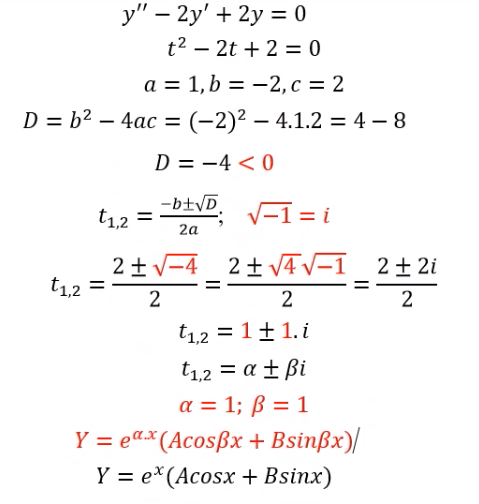 y′′ − 2y′ + 2y = 0
t² − 2t + 2 = 0
a = 1, b = −2, c = 2
D = b² − 4ac = (−2)² − 4.1.2 = 4 − 8
D = −4 < 0
t₁,₂ = (−b±√D)/(2a); √−1 = i
t₁,₂ = (2 ± √−4)/2 = (2 ± √4 √−1)/2 = (2 ± 2i)/2
t₁,₂ = 1 ± 1.i
t₁,₂ = α ± βi
α = 1; β = 1
Y = e^(α.x)(Acosβx + Bsinβx)/
Y = eˣ(Acosx + Bsinx)